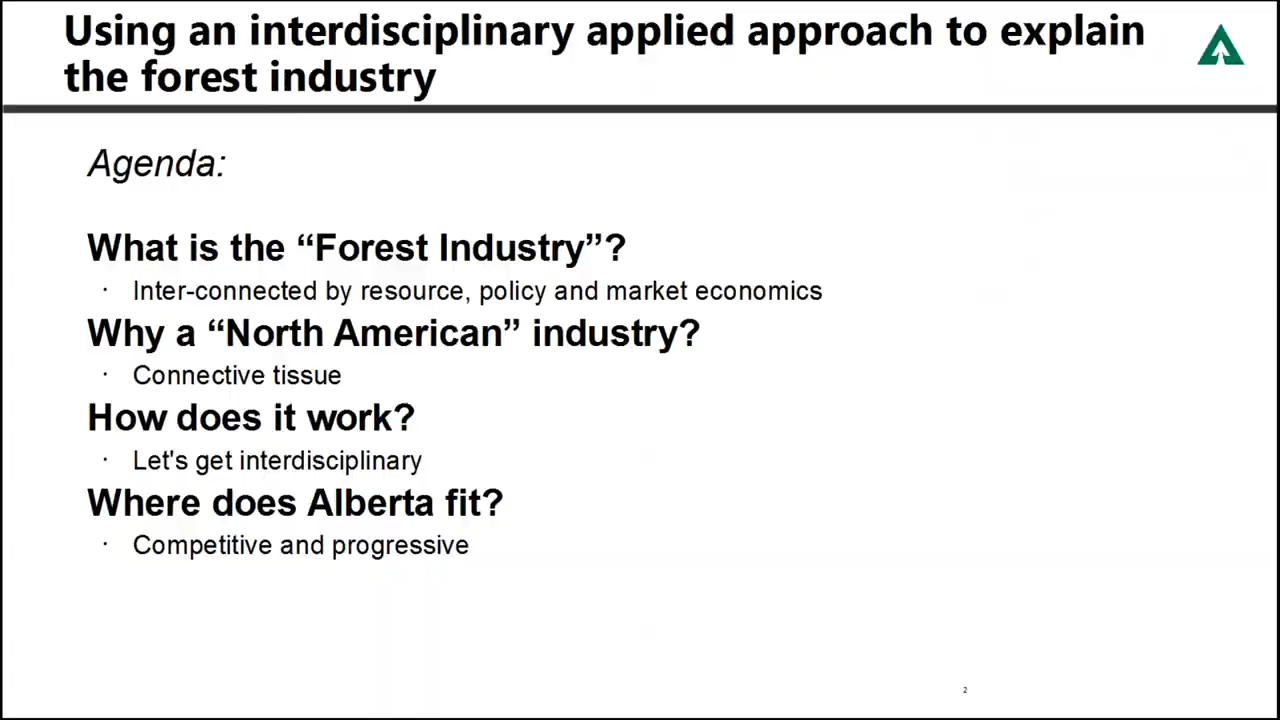 Using an interdisciplinary applied approach to explain
the forest industry
Agenda:
What is the “Forest Industry”?
· Inter-connected by resource, policy and market economics
Why a “North American” industry?
· Connective tissue
How does it work?
· Let's get interdisciplinary
Where does Alberta fit?
· Competitive and progressive
2